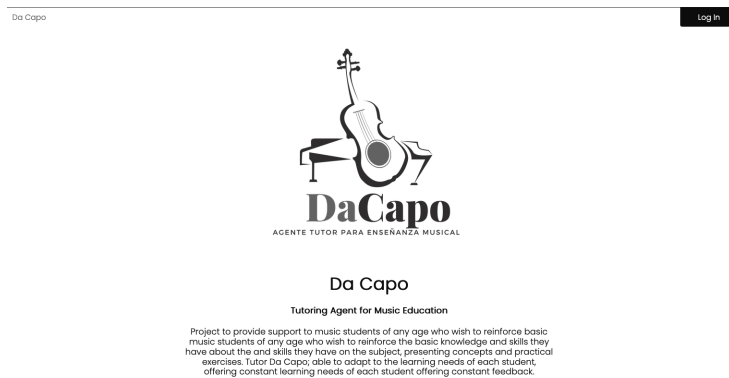 Da Capo
Log In
DaCapo
AGENTE TUTOR PARA ENSEÑANZA MUSICAL
Da Capo
Tutoring Agent for Music Education
Project to provide support to music students of any age who wish to reinforce basic
music students of any age who wish to reinforce the basic knowledge and skills they
have about the and skills they have on the subject, presenting concepts and practical
exercises. Tutor Da Capo; able to adapt to the learning needs of each student,
offering constant learning needs of each student offering constant feedback.